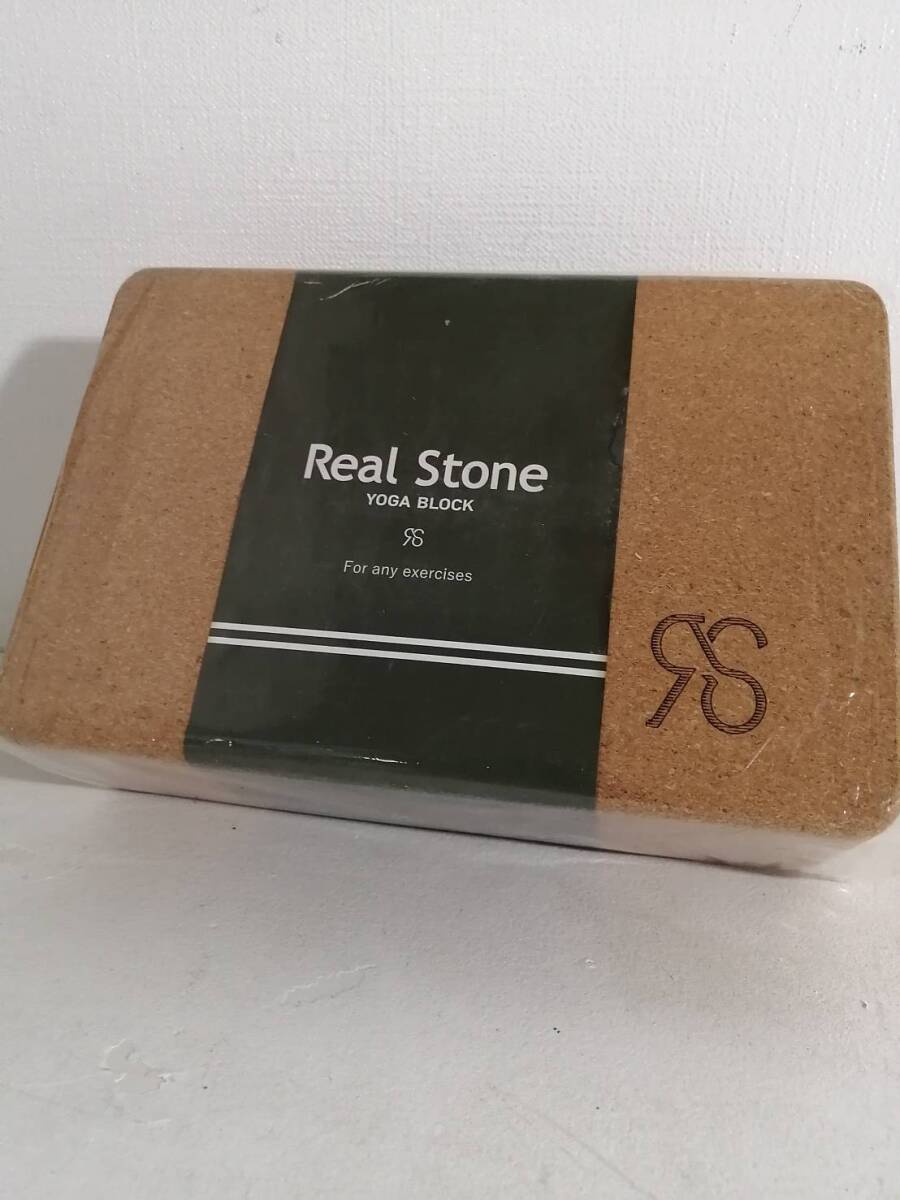 Real Stone
YOGA BLOCK
RS
For any exercises
RS